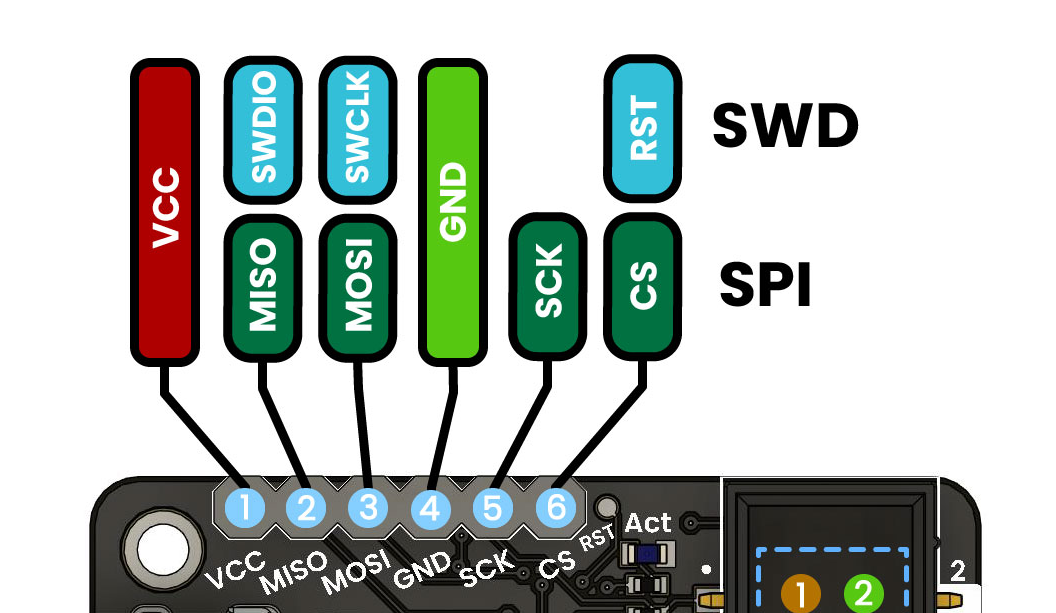 VCC SWDIO SWCLK GND RST SWD
MISO MOSI SCK CS SPI
1 2 3 4 5 6
VCC MISO MOSI GND SCK CS RST Act
2
1 2